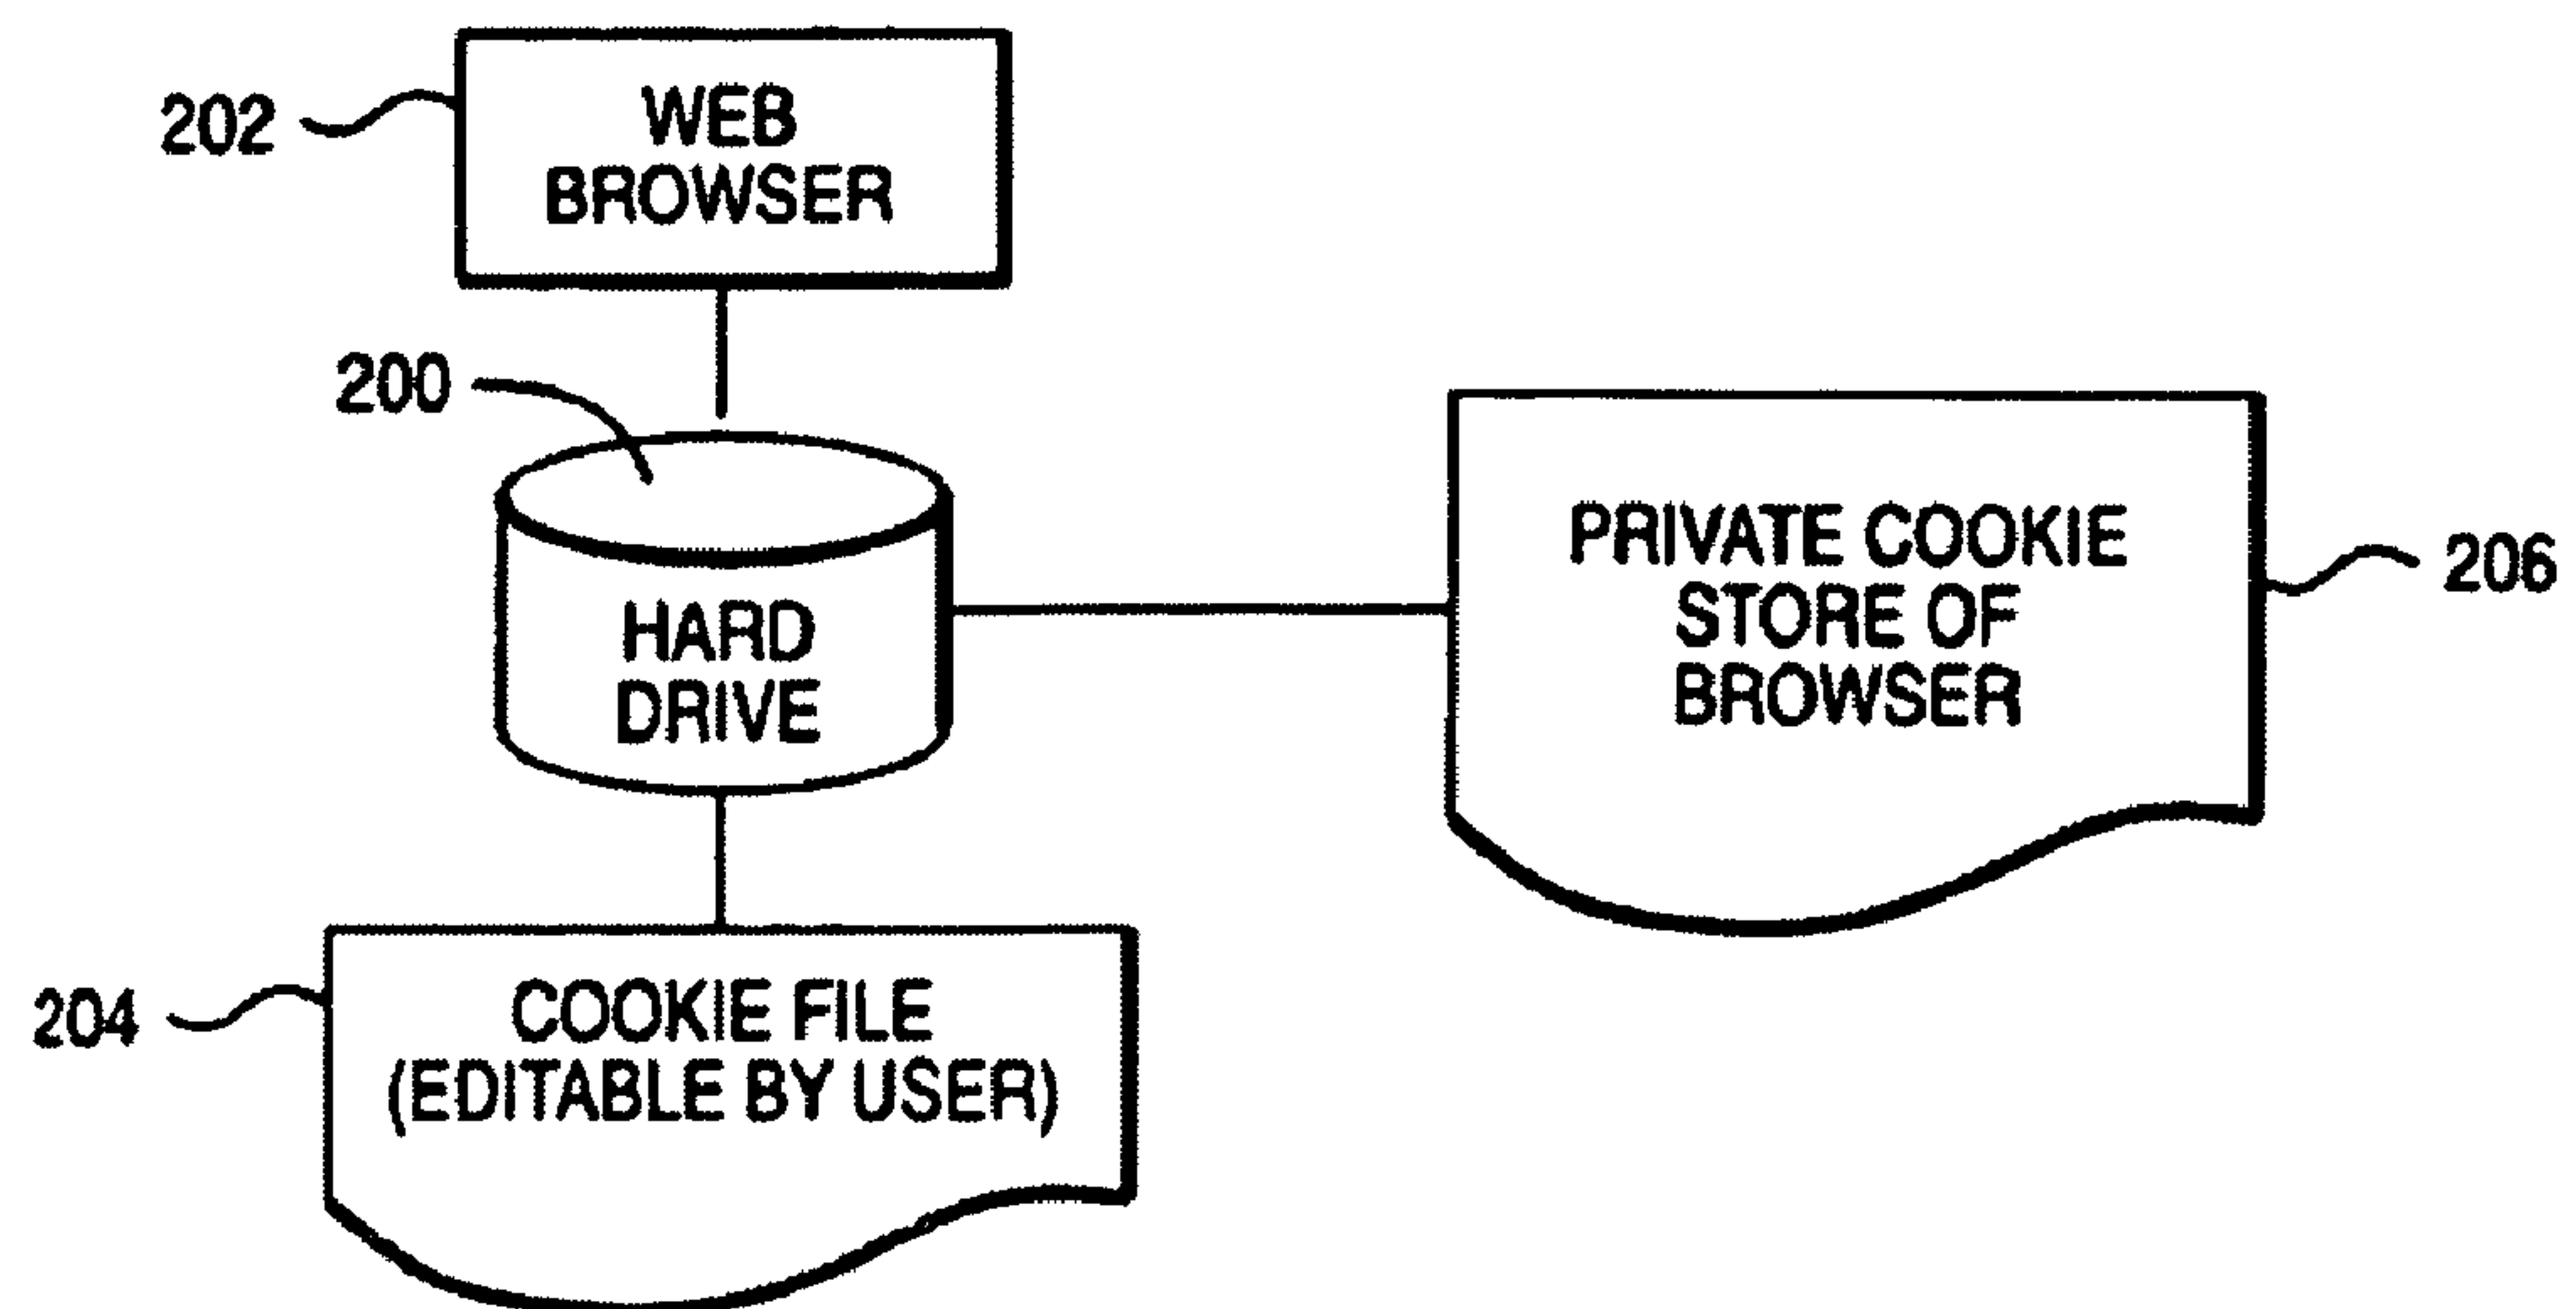 202
WEB
BROWSER
200
HARD
DRIVE
PRIVATE COOKIE
STORE OF
BROWSER
206
204
COOKIE FILE
(EDITABLE BY USER)